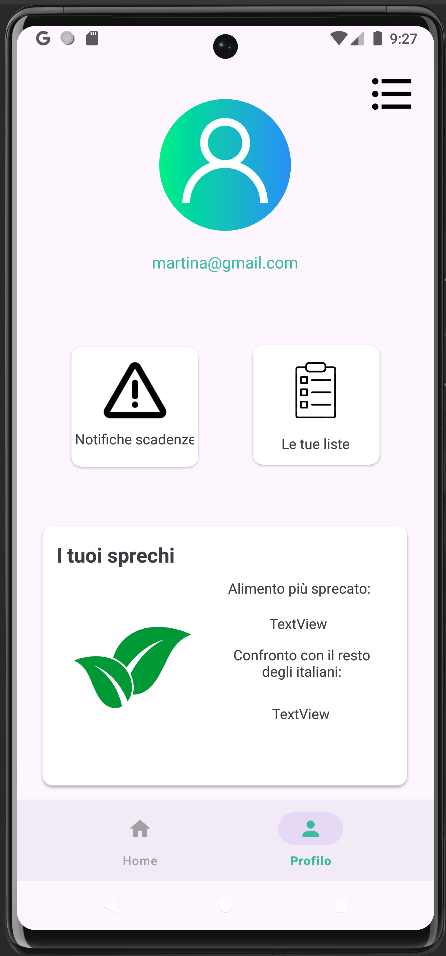 G 9:27
martina@gmail.com
Notifiche scadenze
Le tue liste
I tuoi sprechi
Alimento più sprecato:
TextView
Confronto con il resto
degli italiani:
TextView
Home
Profilo